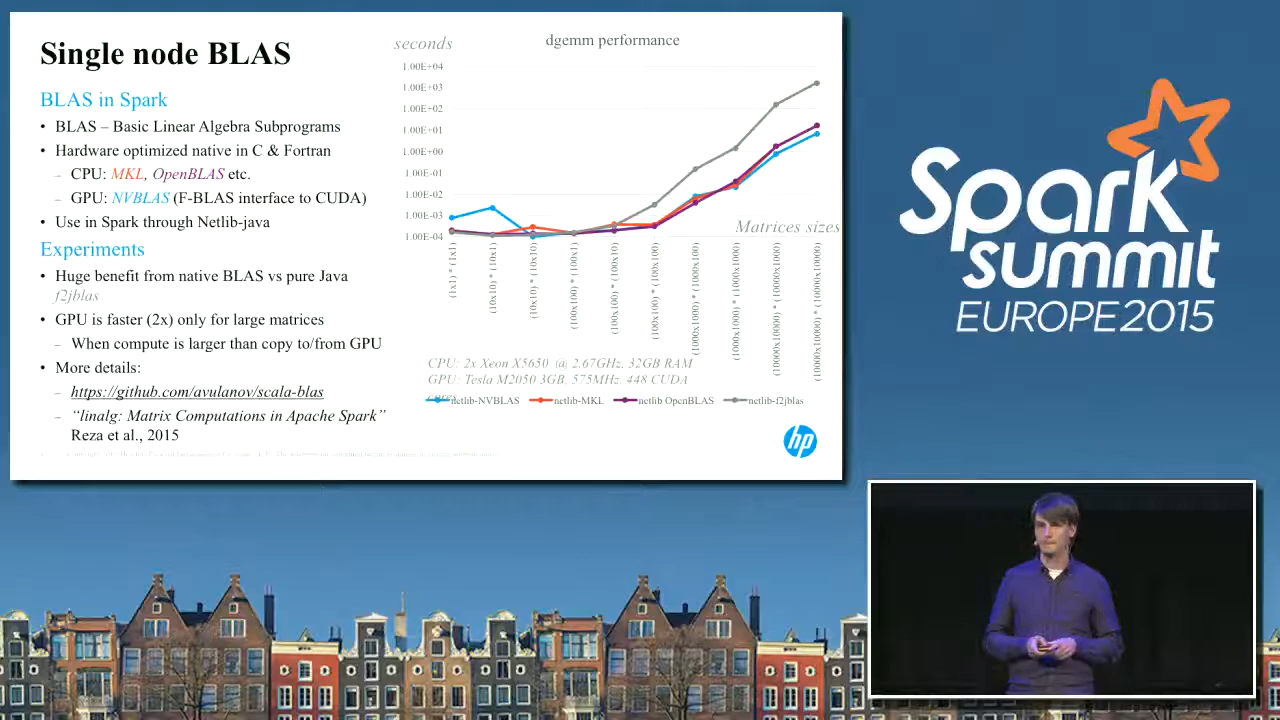 Single node BLAS
BLAS in Spark
• BLAS – Basic Linear Algebra Subprograms
• Hardware optimized native in C & Fortran
– CPU: MKL, OpenBLAS etc.
– GPU: NVBLAS (F-BLAS interface to CUDA)
• Use in Spark through Netlib-java
Experiments
• Huge benefit from native BLAS vs pure Java
f2jblas
• GPU is faster (2x) only for large matrices
– When compute is larger than copy to/from GPU
• More details:
– https://github.com/avulanov/scala-blas
– “linalg: Matrix Computations in Apache Spark”
Reza et al., 2015
seconds
dgemm performance
1.00E+04
1.00E+03
1.00E+02
1.00E+01
1.00E+00
1.00E-01
1.00E-02
1.00E-03
1.00E-04
Matrices sizes
(1x1) * (1x1)
(10x10) * (10x1)
(10x10) * (10x10)
(100x100) * (100x1)
(100x100) * (100x10)
(100x100) * (100x100)
(1000x1000) * (1000x100)
(1000x1000) * (1000x1000)
(10000x10000) * (10000x1000)
(10000x10000) * (10000x10000)
CPU: 2x Xeon X5650 @ 2.67GHz, 32GB RAM
GPU: Tesla M2050 3GB, 575MHz, 448 CUDA
cores
netlib-NVBLAS
netlib-MKL
netlib OpenBLAS
netlib-f2jblas
hp
Spark
summit
EUROPE 2015